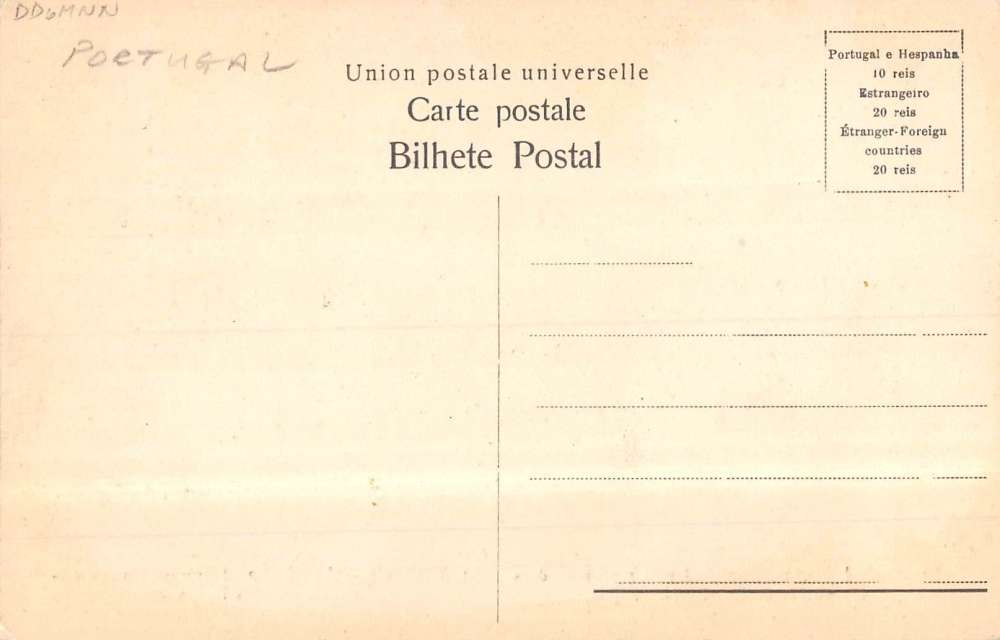 DD6MNN
PORTUGAL
Union postale universelle
Carte postale
Bilhete Postal
Portugal e Hespanha
10 reis
Estrangeiro
20 reis
Étranger-Foreign
countries
20 reis